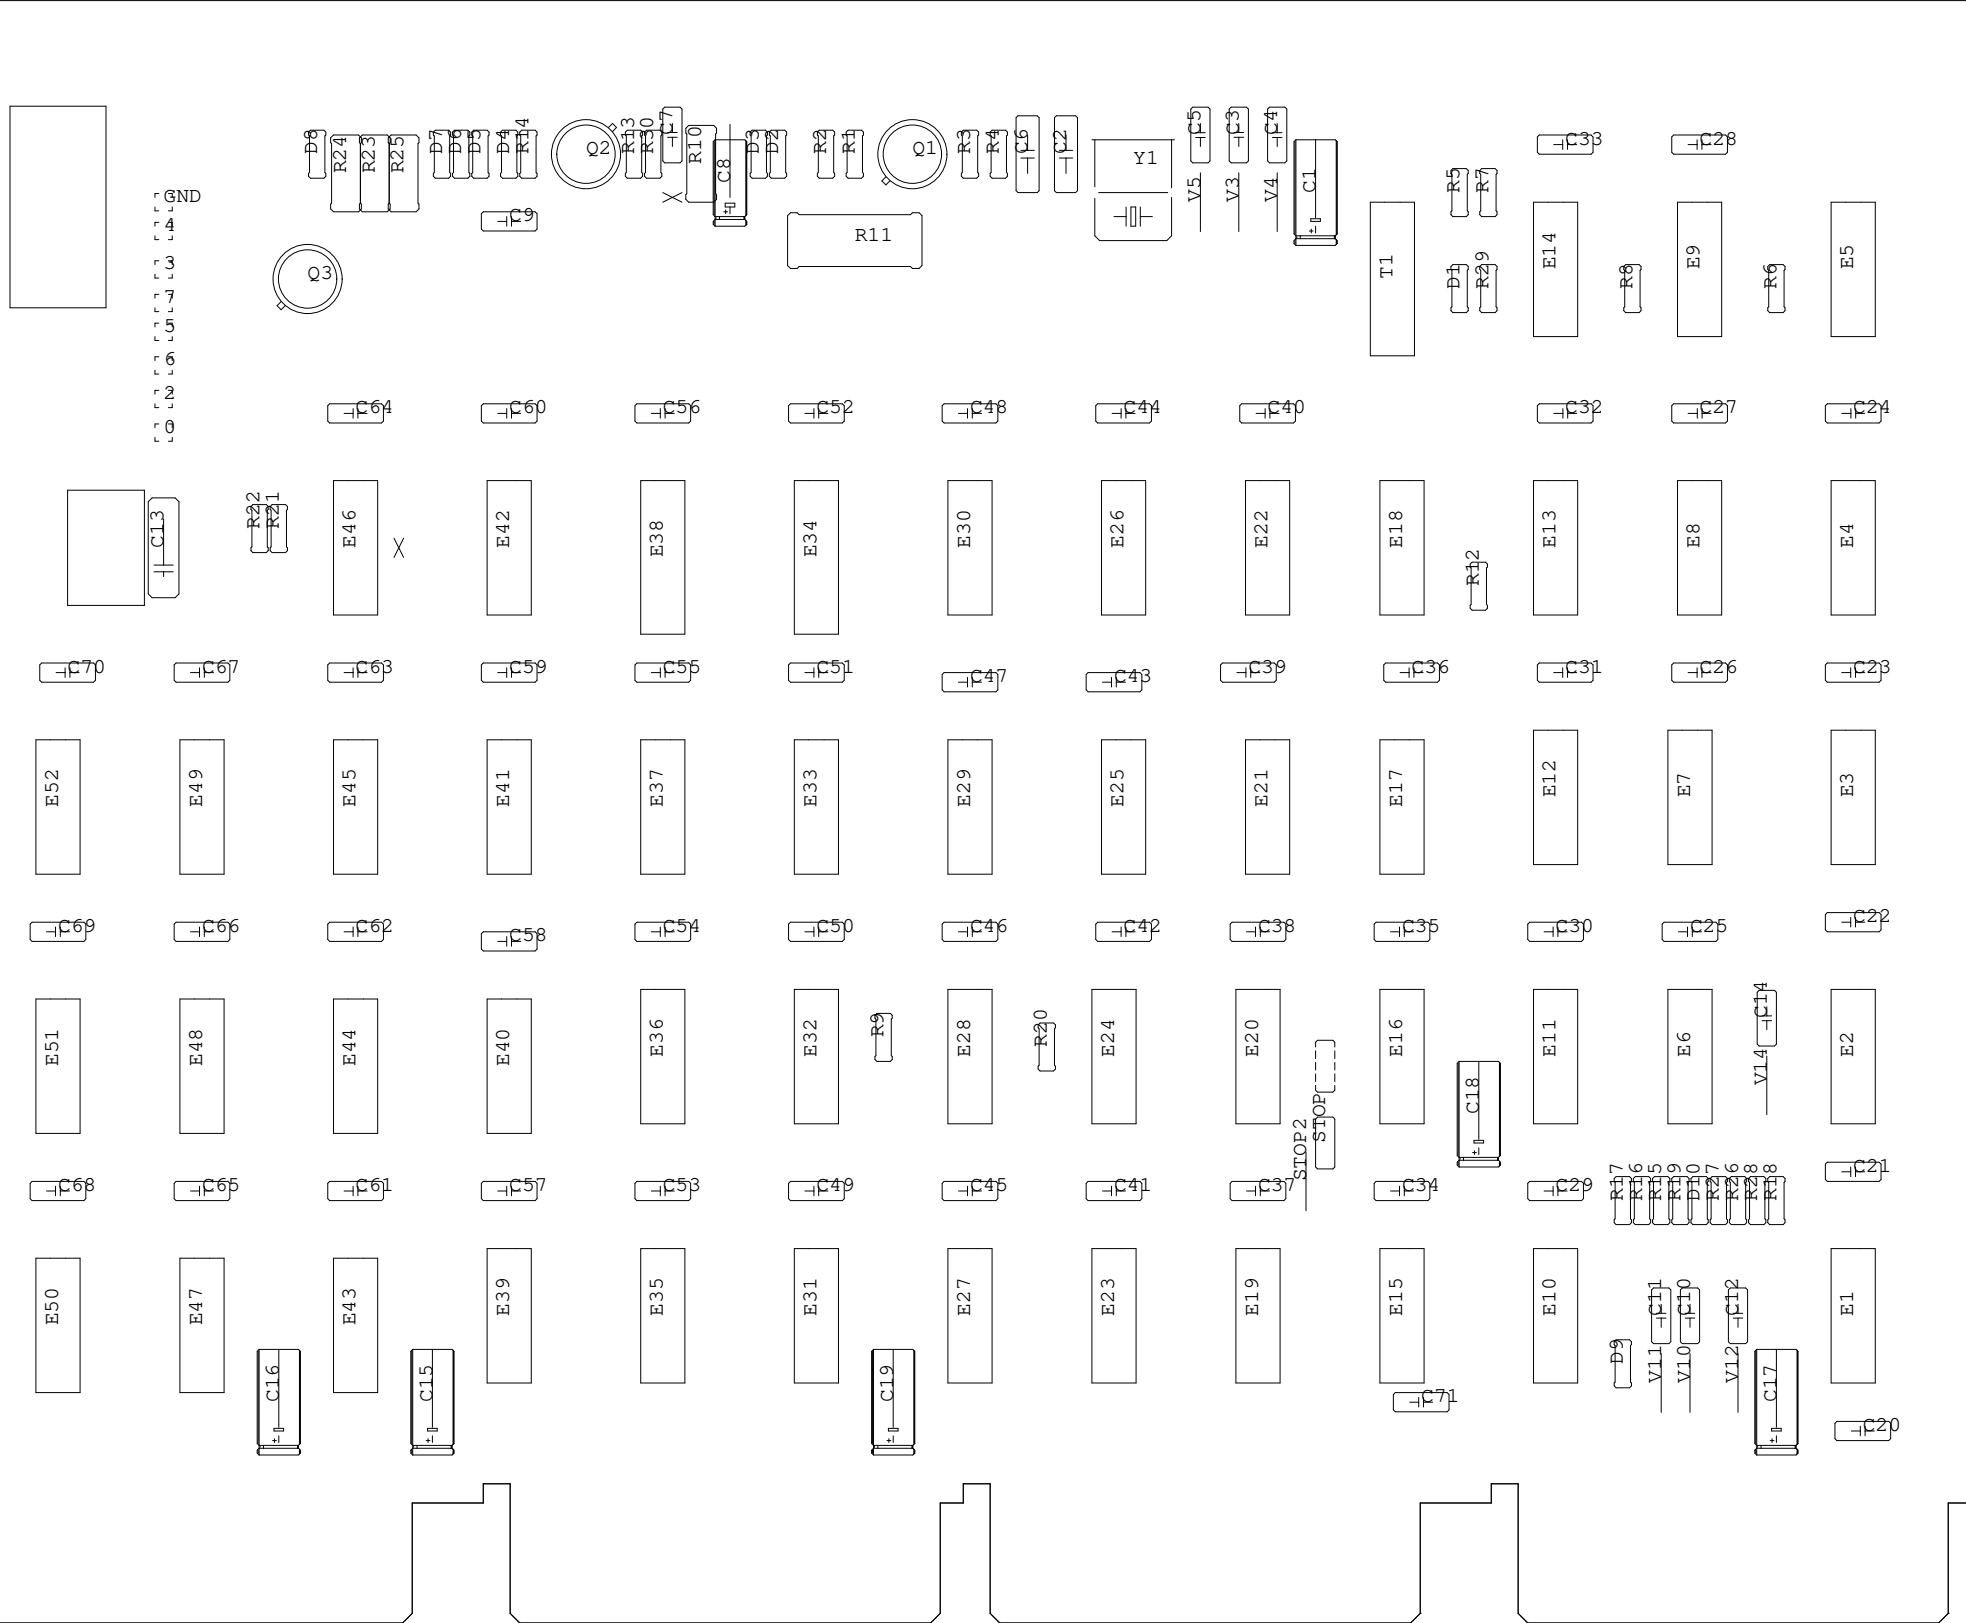 D8 R24 R23 R25 D7 D6 D5 D4 R14 Q2 R13 R30 C7 R10 C8 D3 D2 R2 R1 Q1 R3 R4 C6 C2 Y1 C5 C3 C4 C1 C33 C28
GND V5 V3 V4 R5 R7
4 C9 R11
3 Q3 T1 D1 R29 E14 R8 E9 R6 E5
7
5
6
2
0 C64 C60 C56 C52 C48 C44 C40 C32 C27 C24
C13 R22 R21 E46 X E42 E38 E34 E30 E26 E22 E18 R12 E13 E8 E4
C70 C67 C63 C59 C55 C51 C47 C43 C39 C36 C31 C26 C23
E52 E49 E45 E41 E37 E33 E29 E25 E21 E17 E12 E7 E3
C69 C66 C62 C58 C54 C50 C46 C42 C38 C35 C30 C25 C22
E51 E48 E44 E40 E36 E32 R9 E28 R20 E24 E20 E16 C18 E11 E6 C14 V14 E2
STOP2 STOP
C68 C65 C61 C57 C53 C49 C45 C41 C37 C34 C29 R17 R16 R15 R19 D10 R27 R26 R28 R18 C21
E50 E47 E43 E39 E35 E31 E27 E23 E19 E15 E10 C11 C10 C12 E1
C16 C15 C19 C71 D9 V11 V10 V12 C17 C20